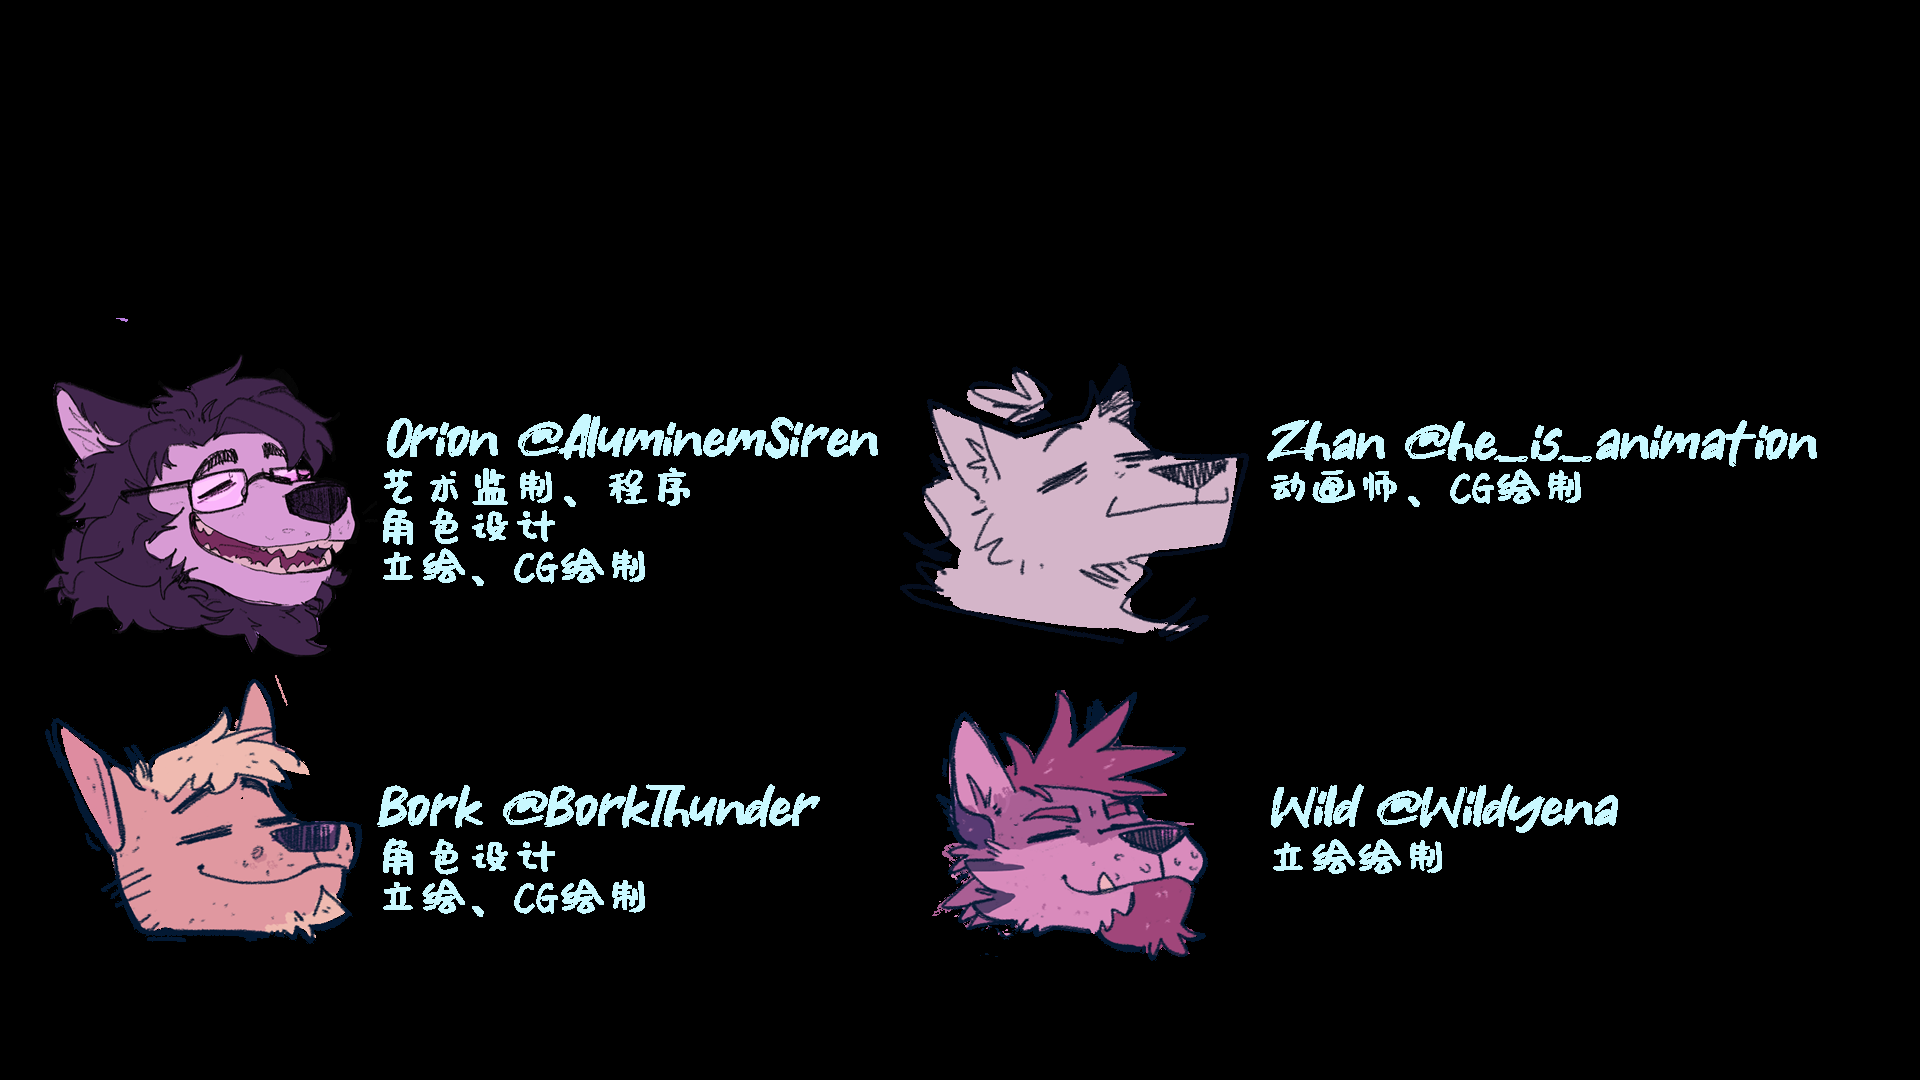 Orion @AluminemSiren
艺术监制、程序
角色设计
立绘、CG绘制
Zhan @he_is_animation
动画师、CG绘制
Bork @BorkThunder
角色设计
立绘、CG绘制
Wild @Wildyena
立绘绘制